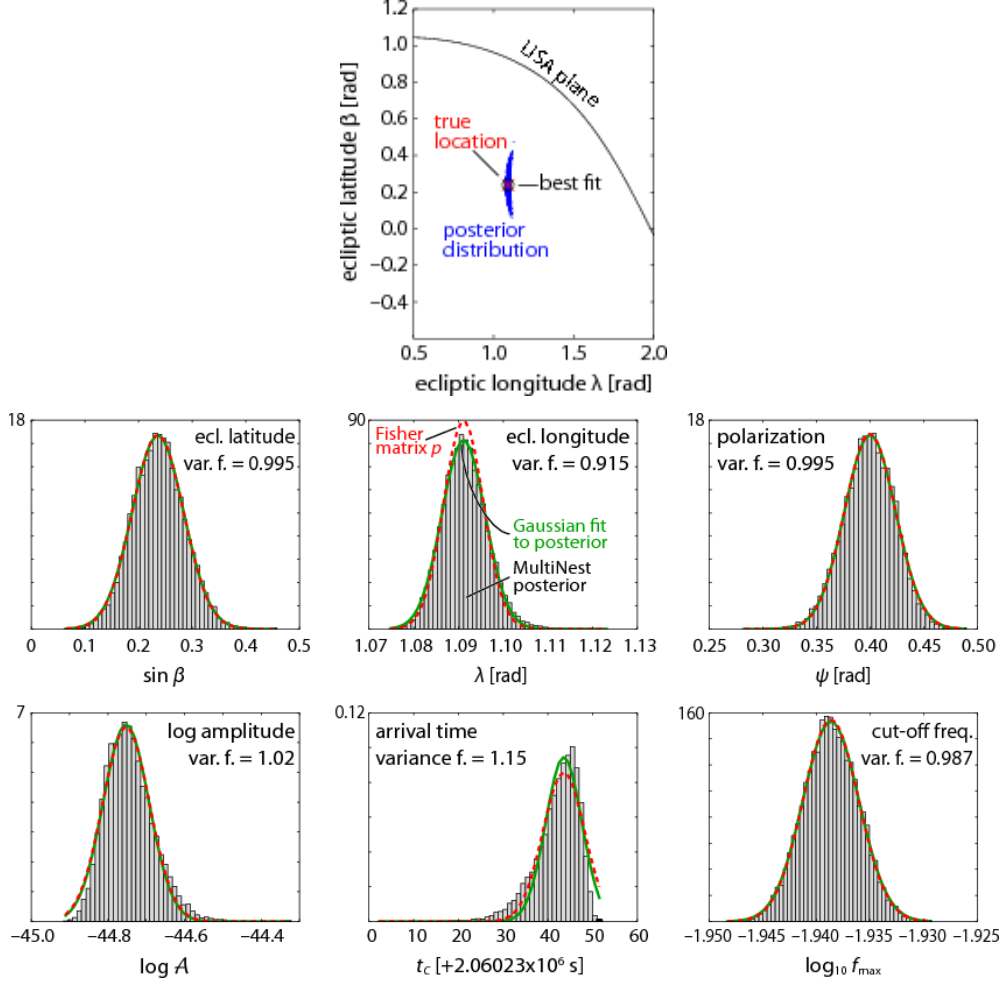 1.2
1.0
0.8
0.6
0.4
0.2
0.0
−0.2
−0.4
ecliptic latitude β [rad]
LISA plane
true
location
best fit
posterior
distribution
0.5
1.0
1.5
2.0
ecliptic longitude λ [rad]
18
ecl. latitude
var. f. = 0.995
0
0.1
0.2
0.3
0.4
0.5
sin β
90
Fisher
matrix p
ecl. longitude
var. f. = 0.915
Gaussian fit
to posterior
MultiNest
posterior
1.07
1.08
1.09
1.10
1.11
1.12
1.13
λ [rad]
18
polarization
var. f. = 0.995
0.25
0.30
0.35
0.40
0.45
0.50
ψ [rad]
7
log amplitude
var. f. = 1.02
−45.0
−44.8
−44.6
−44.4
log A
0.12
arrival time
variance f. = 1.15
0
10
20
30
40
50
60
t_C [+2.06023x10⁶ s]
160
cut-off freq.
var. f. = 0.987
−1.950
−1.945
−1.940
−1.935
−1.930
−1.925
log₁₀ f_max